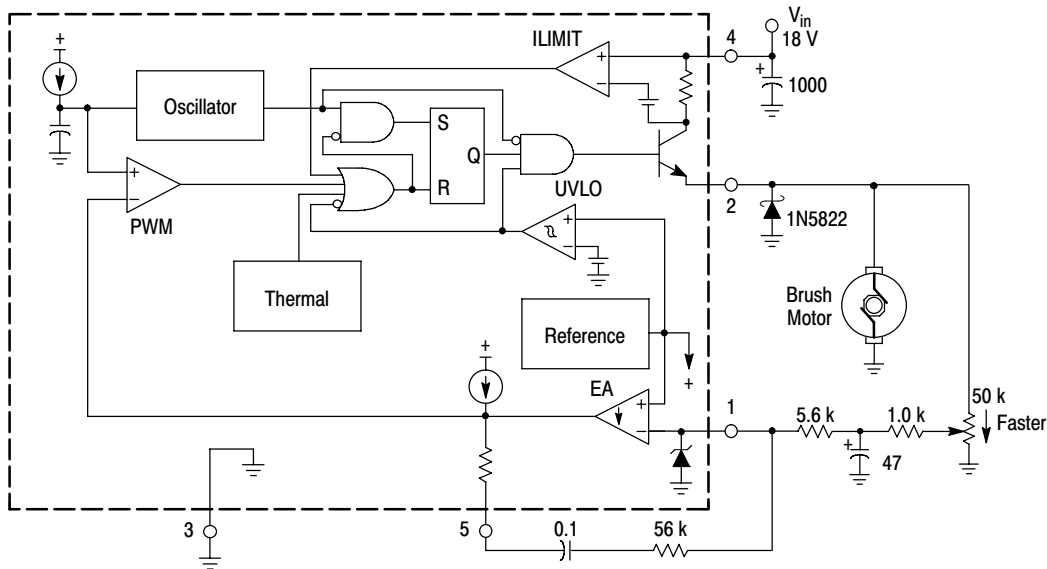 V_in
18 V
4
ILIMIT
+
−
+
1000
+
Oscillator
S
Q
R
UVLO
+
−
PWM
2
1N5822
+
−
Thermal
Brush
Motor
Reference
+
+
EA
+
−
1
5.6 k
1.0 k
50 k
Faster
+
47
3
5
0.1
56 k